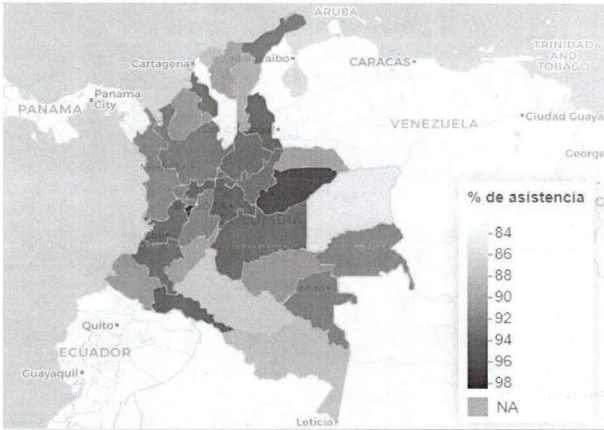 ARUBA
Cartagena
CARACAS
TRINIDAD
AND
TOBAGO
Panama
City
PANAMA
VENEZUELA
Ciudad Guaya
George
% de asistencia
84
86
88
90
92
94
96
98
NA
Quito
ECUADOR
Guayaquil
Leticia